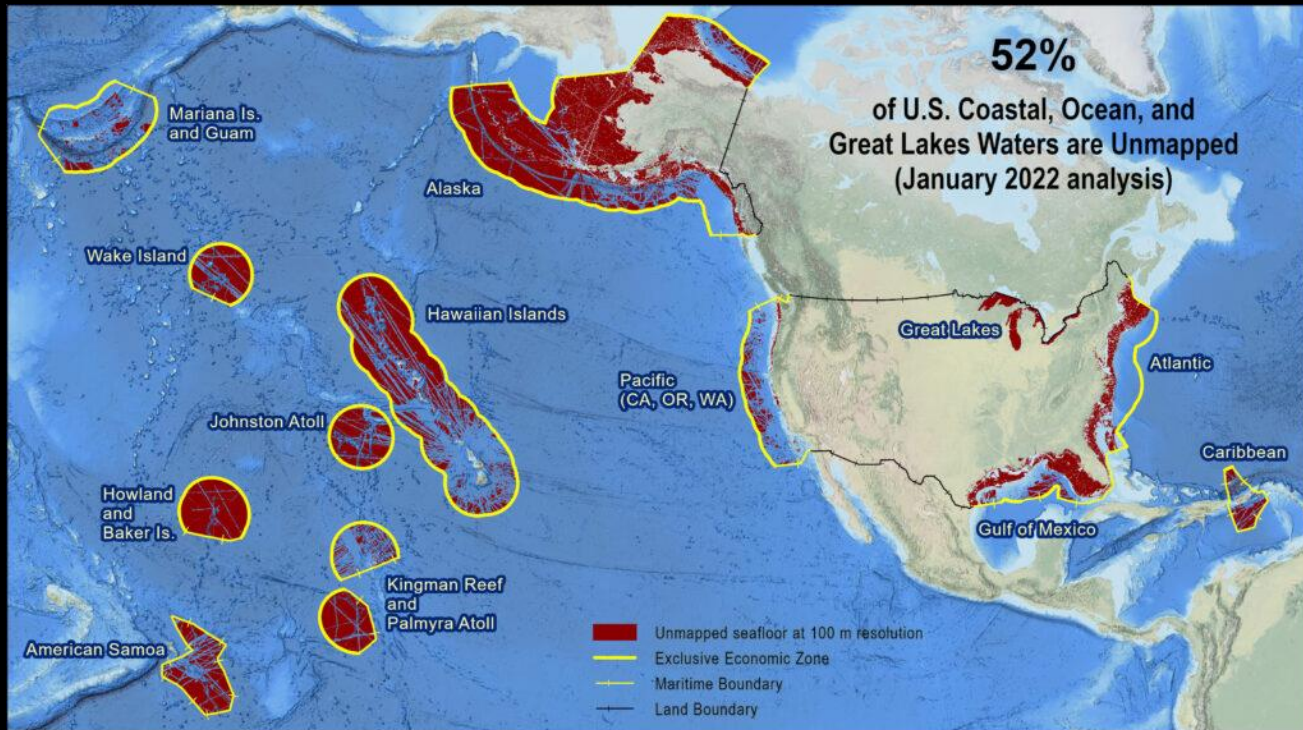 52%
of U.S. Coastal, Ocean, and
Great Lakes Waters are Unmapped
(January 2022 analysis)
Mariana Is.
and Guam
Alaska
Wake Island
Hawaiian Islands
Great Lakes
Atlantic
Pacific
(CA, OR, WA)
Johnston Atoll
Caribbean
Howland
and
Baker Is.
Gulf of Mexico
Kingman Reef
and
Palmyra Atoll
American Samoa
Unmapped seafloor at 100 m resolution
Exclusive Economic Zone
Maritime Boundary
Land Boundary